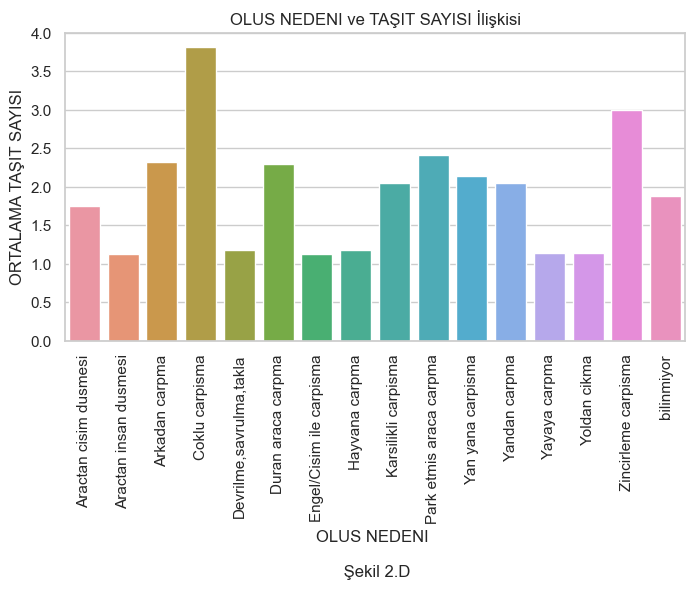 OLUS NEDENI ve TAŞIT SAYISI İlişkisi
ORTALAMA TAŞIT SAYISI
4.0
3.5
3.0
2.5
2.0
1.5
1.0
0.5
0.0
Aractan cisim dusmesi
Aractan insan dusmesi
Arkadan carpma
Coklu carpisma
Devrilme,savrulma,takla
Duran araca carpma
Engel/Cisim ile carpisma
Hayvana carpma
Karsilikli carpisma
Park etmis araca carpma
Yan yana carpisma
Yandan carpma
Yayaya carpma
Yoldan cikma
Zincirleme carpisma
bilinmiyor
OLUS NEDENI
Şekil 2.D